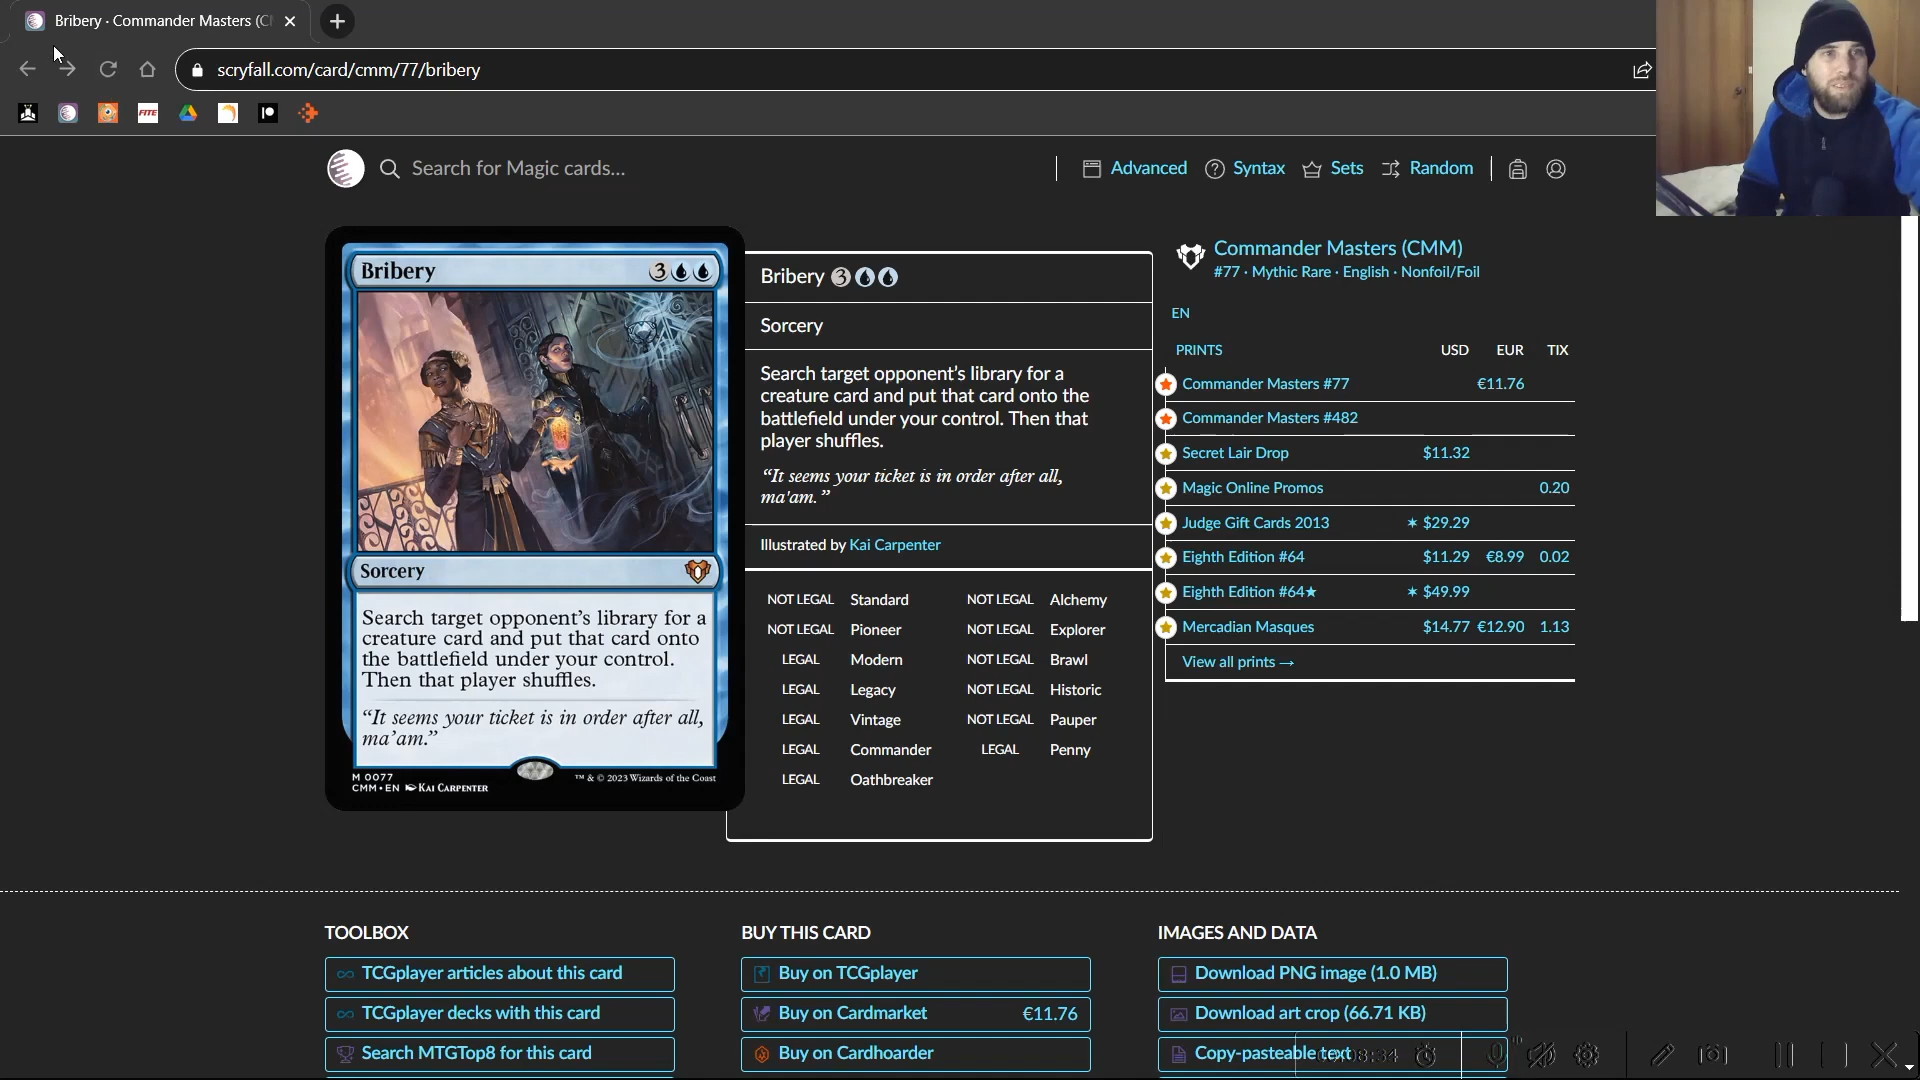 Bribery · Commander Masters (C
scryfall.com/card/cmm/77/bribery
FITE
Search for Magic cards...
Advanced
Syntax
Sets
Random
Bribery 3
Sorcery
Search target opponent's library for a
creature card and put that card onto
the battlefield under your control.
Then that player shuffles.
“It seems your ticket is in order after all,
ma'am.”
M 0077
CMM • EN Kai Carpenter
™ & © 2023 Wizards of the Coast
Bribery 3
Sorcery
Search target opponent's library for a
creature card and put that card onto the
battlefield under your control. Then that
player shuffles.
“It seems your ticket is in order after all,
ma'am.”
Illustrated by Kai Carpenter
NOT LEGAL Standard NOT LEGAL Alchemy
NOT LEGAL Pioneer NOT LEGAL Explorer
LEGAL Modern NOT LEGAL Brawl
LEGAL Legacy NOT LEGAL Historic
LEGAL Vintage NOT LEGAL Pauper
LEGAL Commander LEGAL Penny
LEGAL Oathbreaker
Commander Masters (CMM)
#77 · Mythic Rare · English · Nonfoil/Foil
EN
PRINTS USD EUR TIX
Commander Masters #77 €11.76
Commander Masters #482
Secret Lair Drop $11.32
Magic Online Promos 0.20
Judge Gift Cards 2013 ✶ $29.29
Eighth Edition #64 $11.29 €8.99 0.02
Eighth Edition #64★ ✶ $49.99
Mercadian Masques $14.77 €12.90 1.13
View all prints →
TOOLBOX
TCGplayer articles about this card
TCGplayer decks with this card
Search MTGTop8 for this card
BUY THIS CARD
Buy on TCGplayer
Buy on Cardmarket €11.76
Buy on Cardhoarder
IMAGES AND DATA
Download PNG image (1.0 MB)
Download art crop (66.71 KB)
Copy-pasteable text